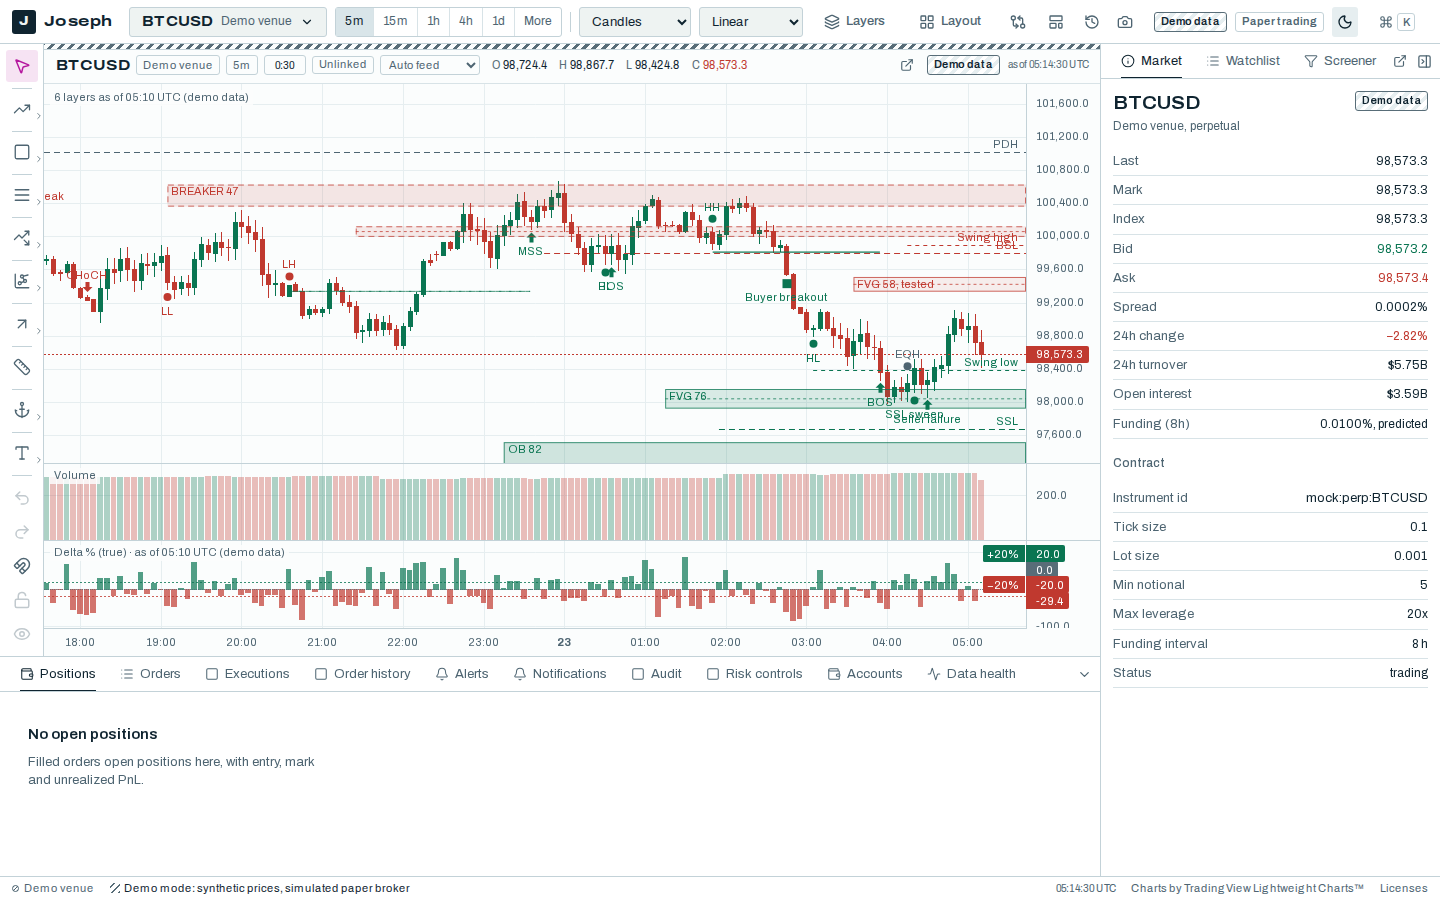 J Joseph BTCUSD Demo venue 5m 15m 1h 4h 1d More Candles Linear Layers Layout Demo data Paper trading ⌘ K
BTCUSD Demo venue 5m 0:30 Unlinked Auto feed O 98,724.4 H 98,867.7 L 98,424.8 C 98,573.3 Demo data as of 05:14:30 UTC
6 layers as of 05:10 UTC (demo data)
101,600.0
101,200.0
PDH
100,800.0
BREAKER 47
eak
100,400.0
HH
100,000.0
Swing high
BSL
MSS
99,600.0
LH
CHoCH
BOS
FVG 58, tested
Buyer breakout
99,200.0
LL
98,800.0
HL
EQH
98,573.3
Swing low
98,400.0
FVG 76
BOS
98,000.0
SSL sweep
Seller failure
SSL
97,600.0
OB 82
Volume
200.0
Delta % (true) · as of 05:10 UTC (demo data)
+20% 20.0
0.0
−20% -20.0
-29.4
-100.0
18:00 19:00 20:00 21:00 22:00 23:00 23 01:00 02:00 03:00 04:00 05:00
Positions Orders Executions Order history Alerts Notifications Audit Risk controls Accounts Data health
No open positions
Filled orders open positions here, with entry, mark
and unrealized PnL.
Market Watchlist Screener
BTCUSD Demo data
Demo venue, perpetual
Last 98,573.3
Mark 98,573.3
Index 98,573.3
Bid 98,573.2
Ask 98,573.4
Spread 0.0002%
24h change −2.82%
24h turnover $5.75B
Open interest $3.59B
Funding (8h) 0.0100%, predicted
Contract
Instrument id mock:perp:BTCUSD
Tick size 0.1
Lot size 0.001
Min notional 5
Max leverage 20x
Funding interval 8 h
Status trading
Demo venue Demo mode: synthetic prices, simulated paper broker 05:14:30 UTC Charts by TradingView Lightweight Charts™ Licenses